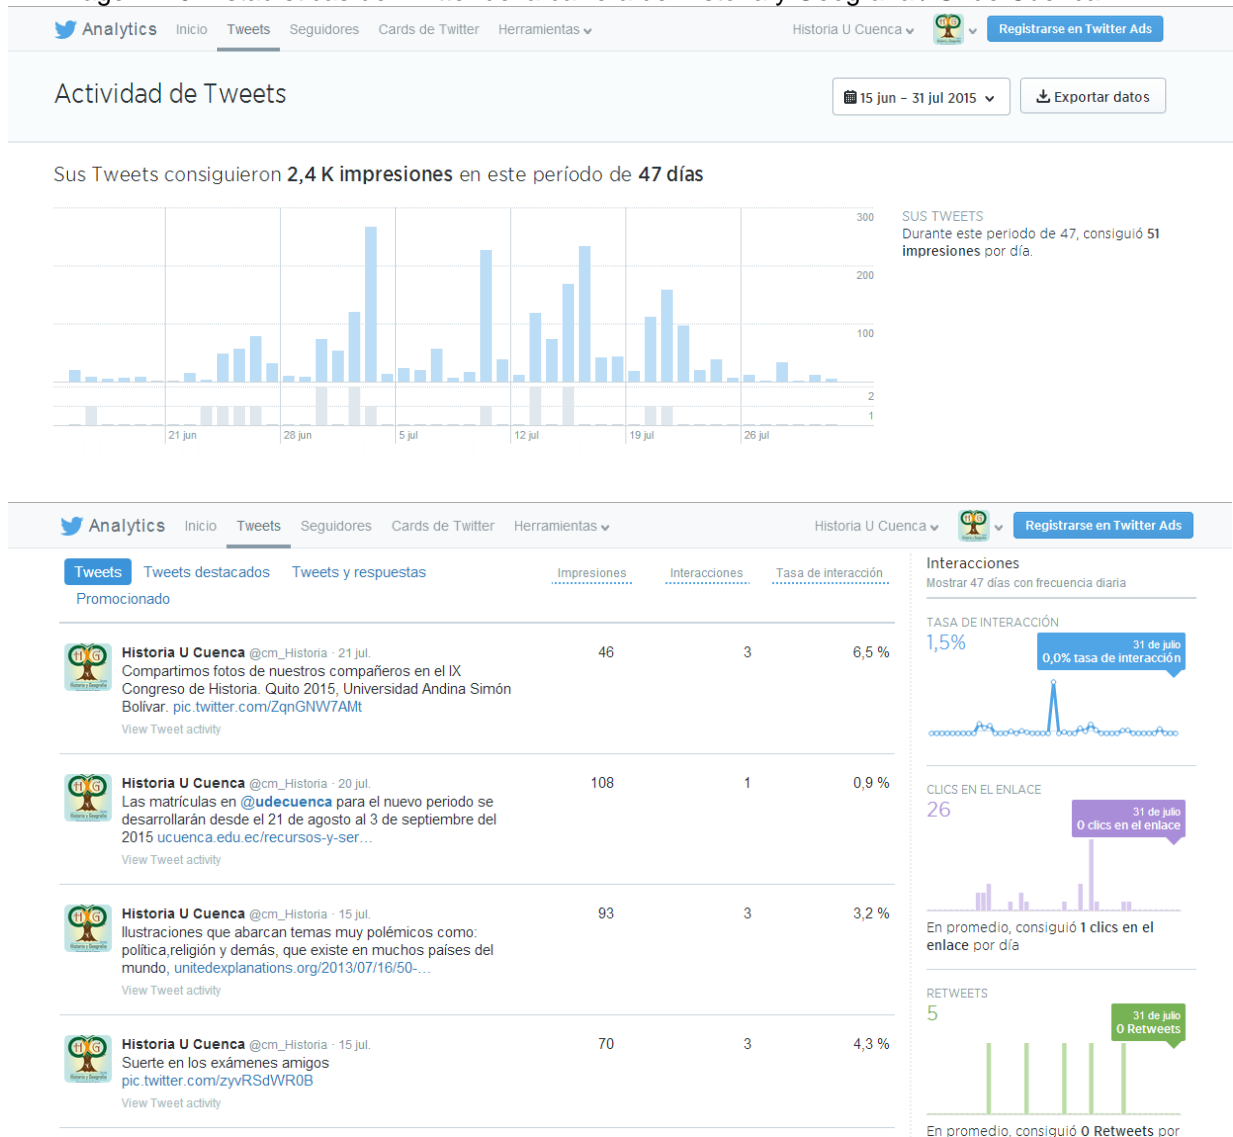 Analytics Inicio Tweets Seguidores Cards de Twitter Herramientas Historia U Cuenca Registrarse en Twitter Ads
Actividad de Tweets
15 jun – 31 jul 2015 Exportar datos
Sus Tweets consiguieron 2,4 K impresiones en este período de 47 días
300
200
100
2
1
21 jun 28 jun 5 jul 12 jul 19 jul 26 jul
SUS TWEETS
Durante este periodo de 47, consiguió 51
impresiones por día.
Analytics Inicio Tweets Seguidores Cards de Twitter Herramientas Historia U Cuenca Registrarse en Twitter Ads
Tweets Tweets destacados Tweets y respuestas Impresiones Interacciones Tasa de interacción
Promocionado
Historia U Cuenca @cm_Historia · 21 jul. 46 3 6,5 %
Compartimos fotos de nuestros compañeros en el IX
Congreso de Historia. Quito 2015, Universidad Andina Simón
Bolívar. pic.twitter.com/ZqnGNW7AMt
View Tweet activity
Historia U Cuenca @cm_Historia · 20 jul. 108 1 0,9 %
Las matrículas en @udecuenca para el nuevo periodo se
desarrollarán desde el 21 de agosto al 3 de septiembre del
2015 ucuenca.edu.ec/recursos-y-ser…
View Tweet activity
Historia U Cuenca @cm_Historia · 15 jul. 93 3 3,2 %
Ilustraciones que abarcan temas muy polémicos como:
política,religión y demás, que existe en muchos países del
mundo, unitedexplanations.org/2013/07/16/50-…
View Tweet activity
Historia U Cuenca @cm_Historia · 15 jul. 70 3 4,3 %
Suerte en los exámenes amigos
pic.twitter.com/zyvRSdWR0B
View Tweet activity
Interacciones
Mostrar 47 días con frecuencia diaria
TASA DE INTERACCIÓN
1,5%
31 de julio
0,0% tasa de interacción
CLICS EN EL ENLACE
26
31 de julio
0 clics en el enlace
En promedio, consiguió 1 clics en el
enlace por día
RETWEETS
5
31 de julio
0 Retweets
En promedio, consiguió 0 Retweets por